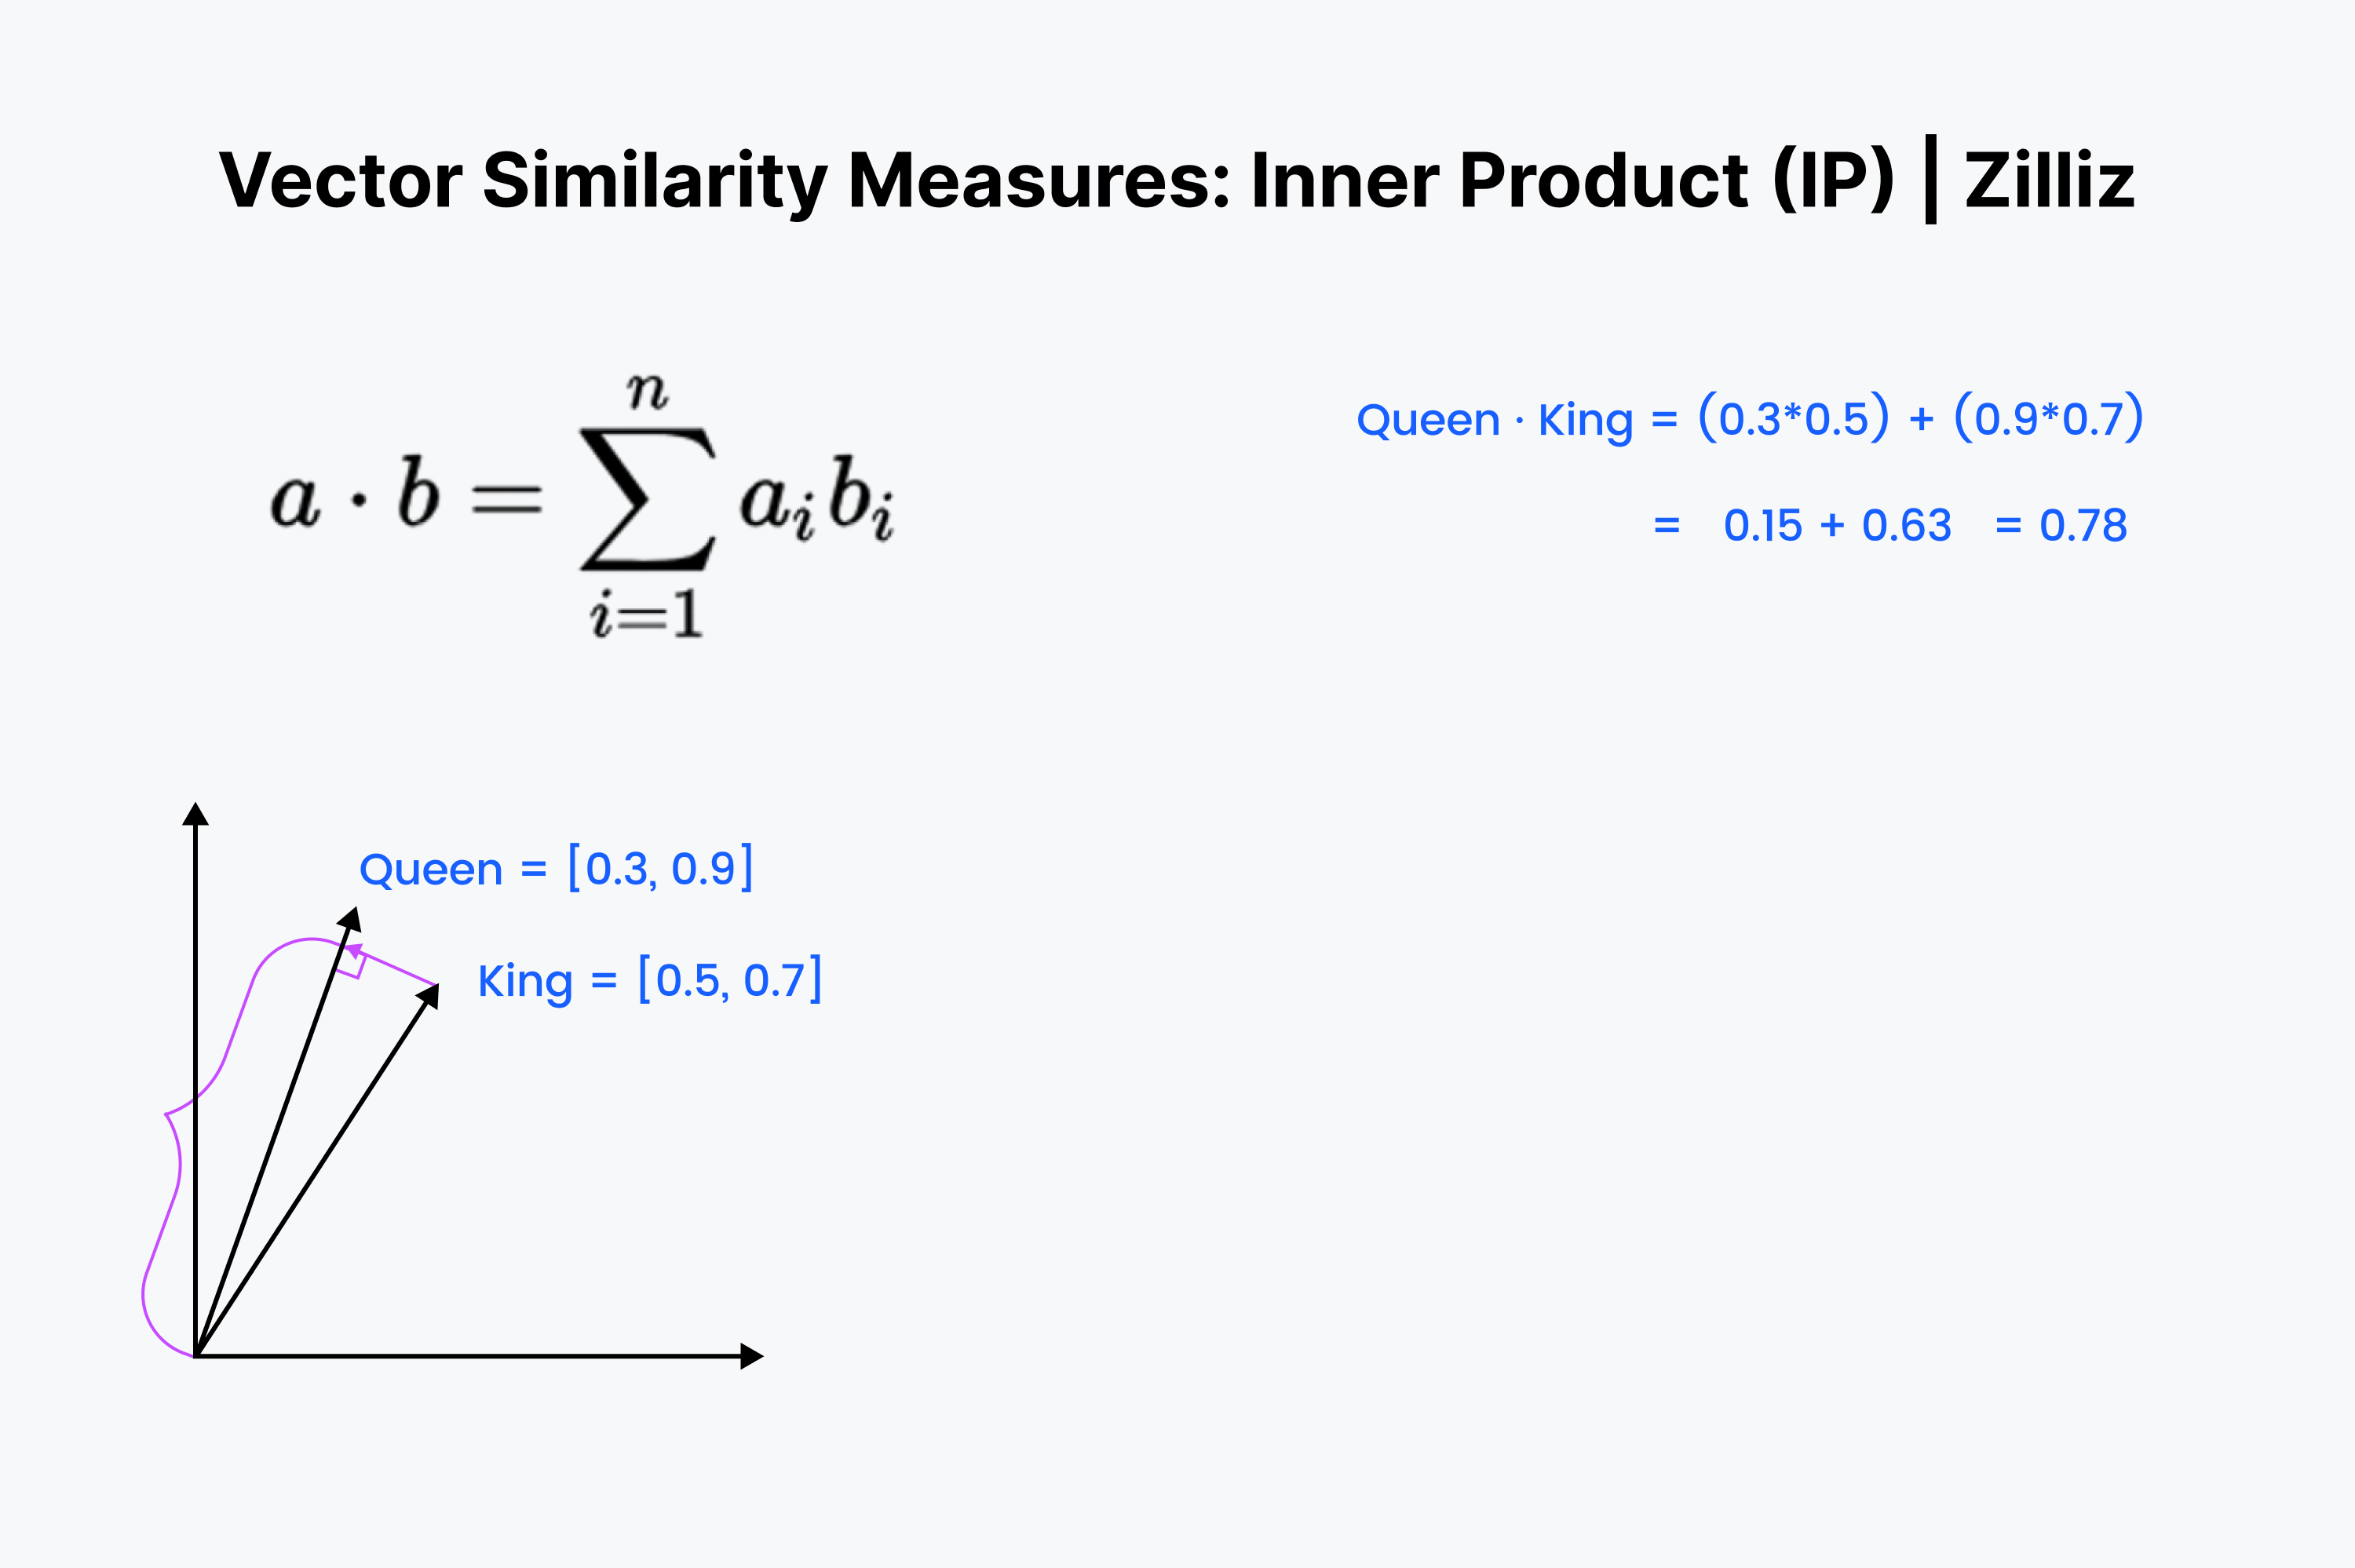 Vector Similarity Measures: Inner Product (IP) | Zilliz
a · b = \sum_{i=1}^{n} a_i b_i
Queen · King = (0.3*0.5) + (0.9*0.7)
= 0.15 + 0.63 = 0.78
Queen = [0.3, 0.9]
King = [0.5, 0.7]